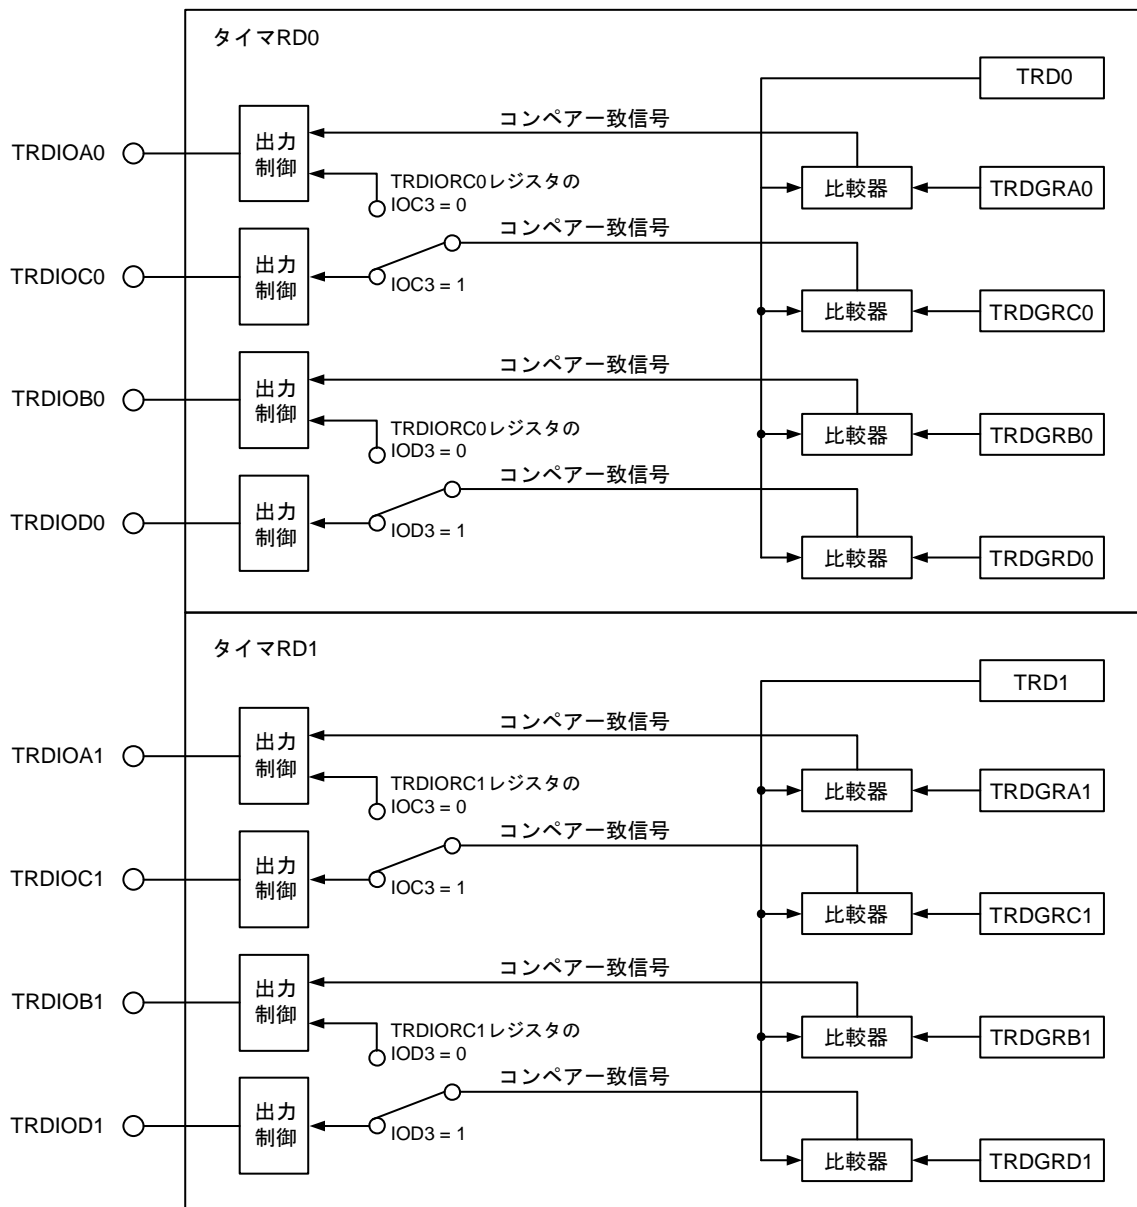 タイマRD0
TRD0
コンペア一致信号
TRDIOA0
出力
制御
TRDIORC0レジスタの
IOC3 = 0
比較器
TRDGRA0
コンペア一致信号
TRDIOC0
出力
制御
IOC3 = 1
比較器
TRDGRC0
コンペア一致信号
TRDIOB0
出力
制御
TRDIORC0レジスタの
IOD3 = 0
比較器
TRDGRB0
コンペア一致信号
TRDIOD0
出力
制御
IOD3 = 1
比較器
TRDGRD0
タイマRD1
TRD1
コンペア一致信号
TRDIOA1
出力
制御
TRDIORC1レジスタの
IOC3 = 0
比較器
TRDGRA1
コンペア一致信号
TRDIOC1
出力
制御
IOC3 = 1
比較器
TRDGRC1
コンペア一致信号
TRDIOB1
出力
制御
TRDIORC1レジスタの
IOD3 = 0
比較器
TRDGRB1
コンペア一致信号
TRDIOD1
出力
制御
IOD3 = 1
比較器
TRDGRD1